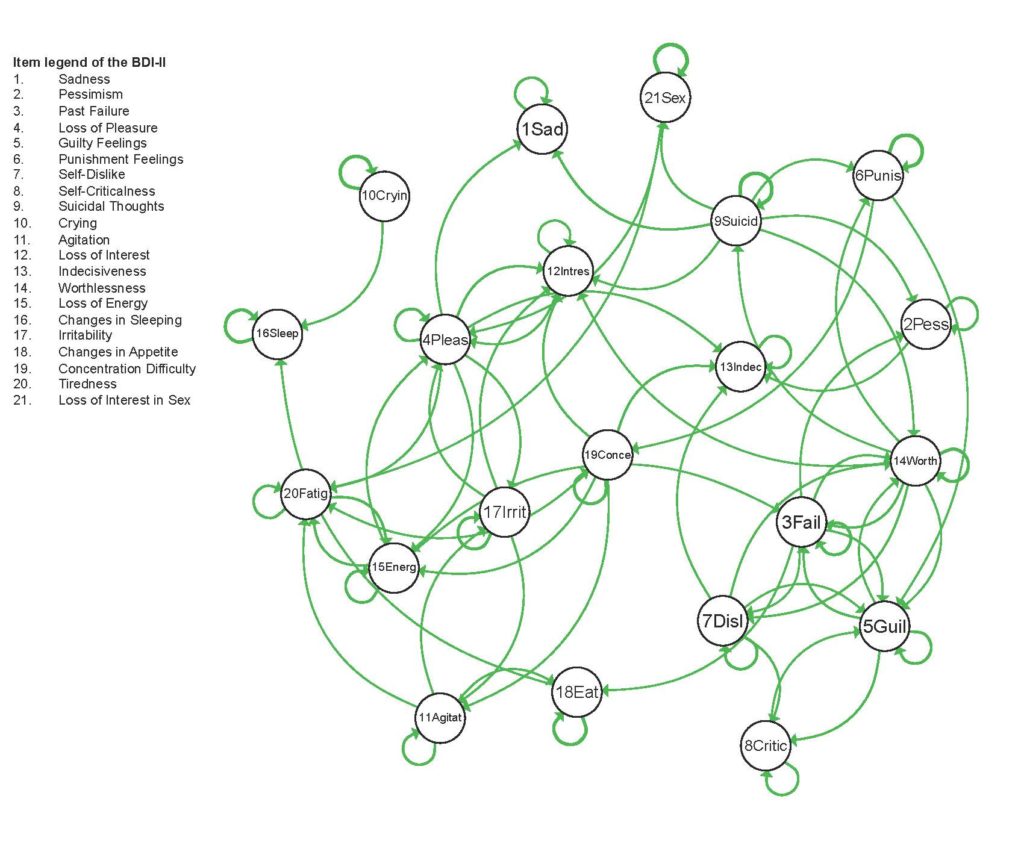 Item legend of the BDI-II
1. Sadness
2. Pessimism
3. Past Failure
4. Loss of Pleasure
5. Guilty Feelings
6. Punishment Feelings
7. Self-Dislike
8. Self-Criticalness
9. Suicidal Thoughts
10. Crying
11. Agitation
12. Loss of Interest
13. Indecisiveness
14. Worthlessness
15. Loss of Energy
16. Changes in Sleeping
17. Irritability
18. Changes in Appetite
19. Concentration Difficulty
20. Tiredness
21. Loss of Interest in Sex
21Sex
1Sad
6Punis
10Cryin
9Suicid
12Intres
2Pess
16Sleep
4Pleas
13Indec
19Conce
14Worth
20Fatig
17Irrit
3Fail
15Energ
7Disl
5Guil
18Eat
11Agitat
8Critic